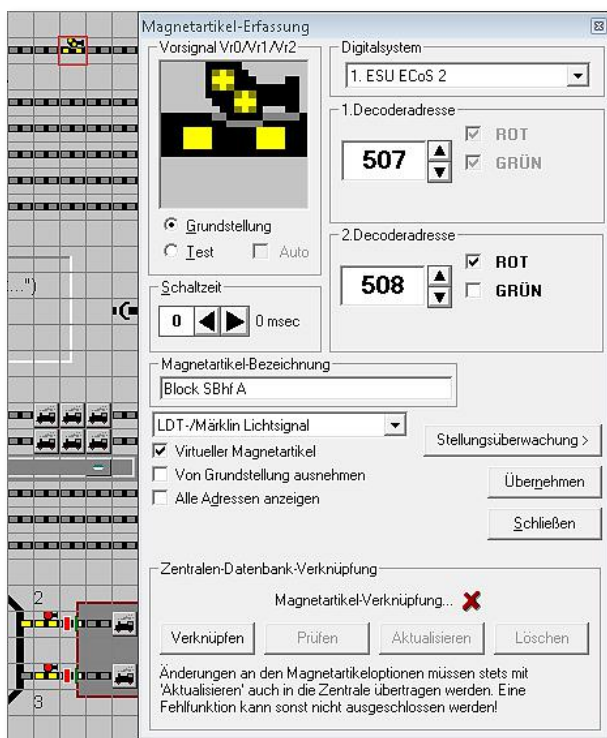 Magnetartikel-Erfassung
Vorsignal Vr0/Vr1/Vr2
Grundstellung
Test
Auto
Schaltzeit
0
0 msec
Digitalsystem
1. ESU ECoS 2
1.Decoderadresse
507
ROT
GRÜN
2.Decoderadresse
508
ROT
GRÜN
Magnetartikel-Bezeichnung
Block SBhf A
LDT-/Märklin Lichtsignal
Virtueller Magnetartikel
Von Grundstellung ausnehmen
Alle Adressen anzeigen
Stellungsüberwachung >
Übernehmen
Schließen
Zentralen-Datenbank-Verknüpfung
Magnetartikel-Verknüpfung...
Verknüpfen
Prüfen
Aktualisieren
Löschen
Änderungen an den Magnetartikeloptionen müssen stets mit
'Aktualisieren' auch in die Zentrale übertragen werden. Eine
Fehlfunktion kann sonst nicht ausgeschlossen werden!
...")
2
3